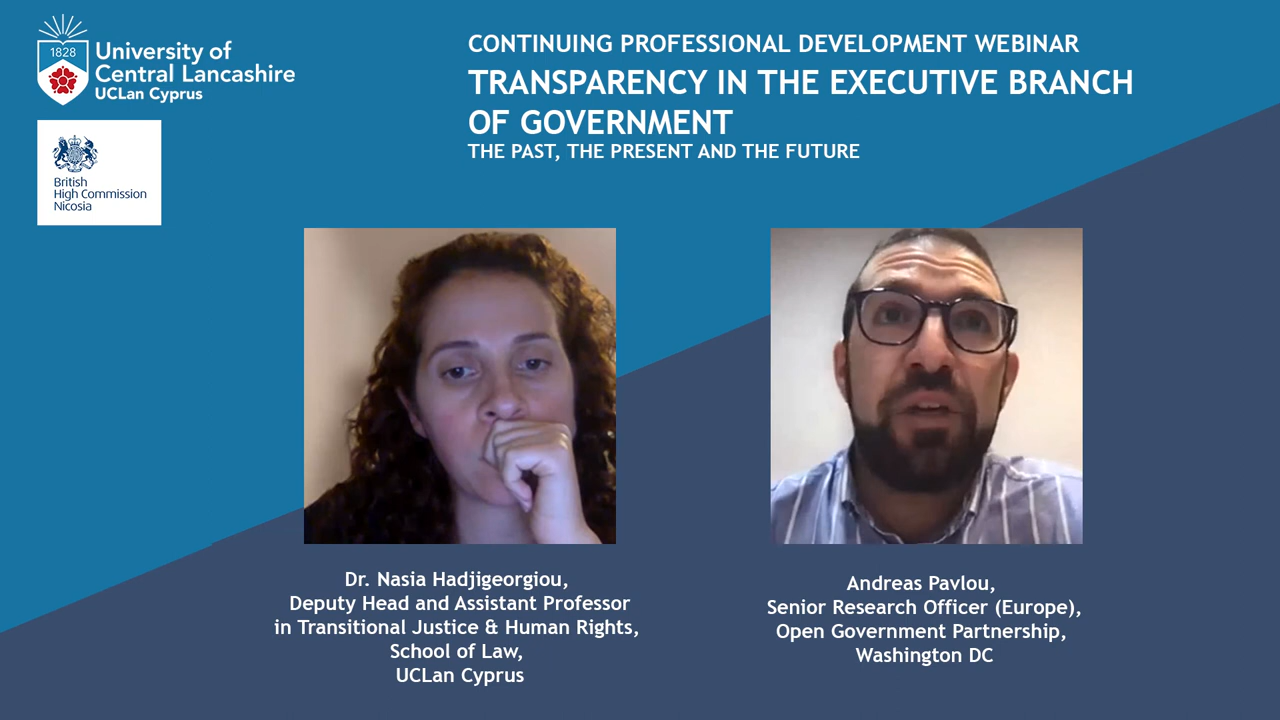 1828
University of
Central Lancashire
UCLan Cyprus
British
High Commission
Nicosia
CONTINUING PROFESSIONAL DEVELOPMENT WEBINAR
TRANSPARENCY IN THE EXECUTIVE BRANCH
OF GOVERNMENT
THE PAST, THE PRESENT AND THE FUTURE
Dr. Nasia Hadjigeorgiou,
Deputy Head and Assistant Professor
in Transitional Justice & Human Rights,
School of Law,
UCLan Cyprus
Andreas Pavlou,
Senior Research Officer (Europe),
Open Government Partnership,
Washington DC